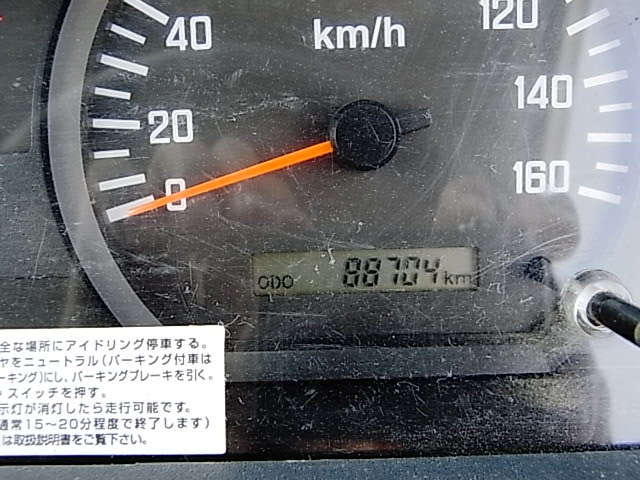 40
km/h
120
20
140
0
160
ODO 88704 km
全な場所にアイドリング停車する。
ヤをニュートラル(パーキング付車は
ーキング)にし、パーキングブレーキを引く。
スイッチを押す。
示灯が消灯したら走行可能です。
通常15〜20分程度で終了します)
は取扱説明書をご覧下さい。